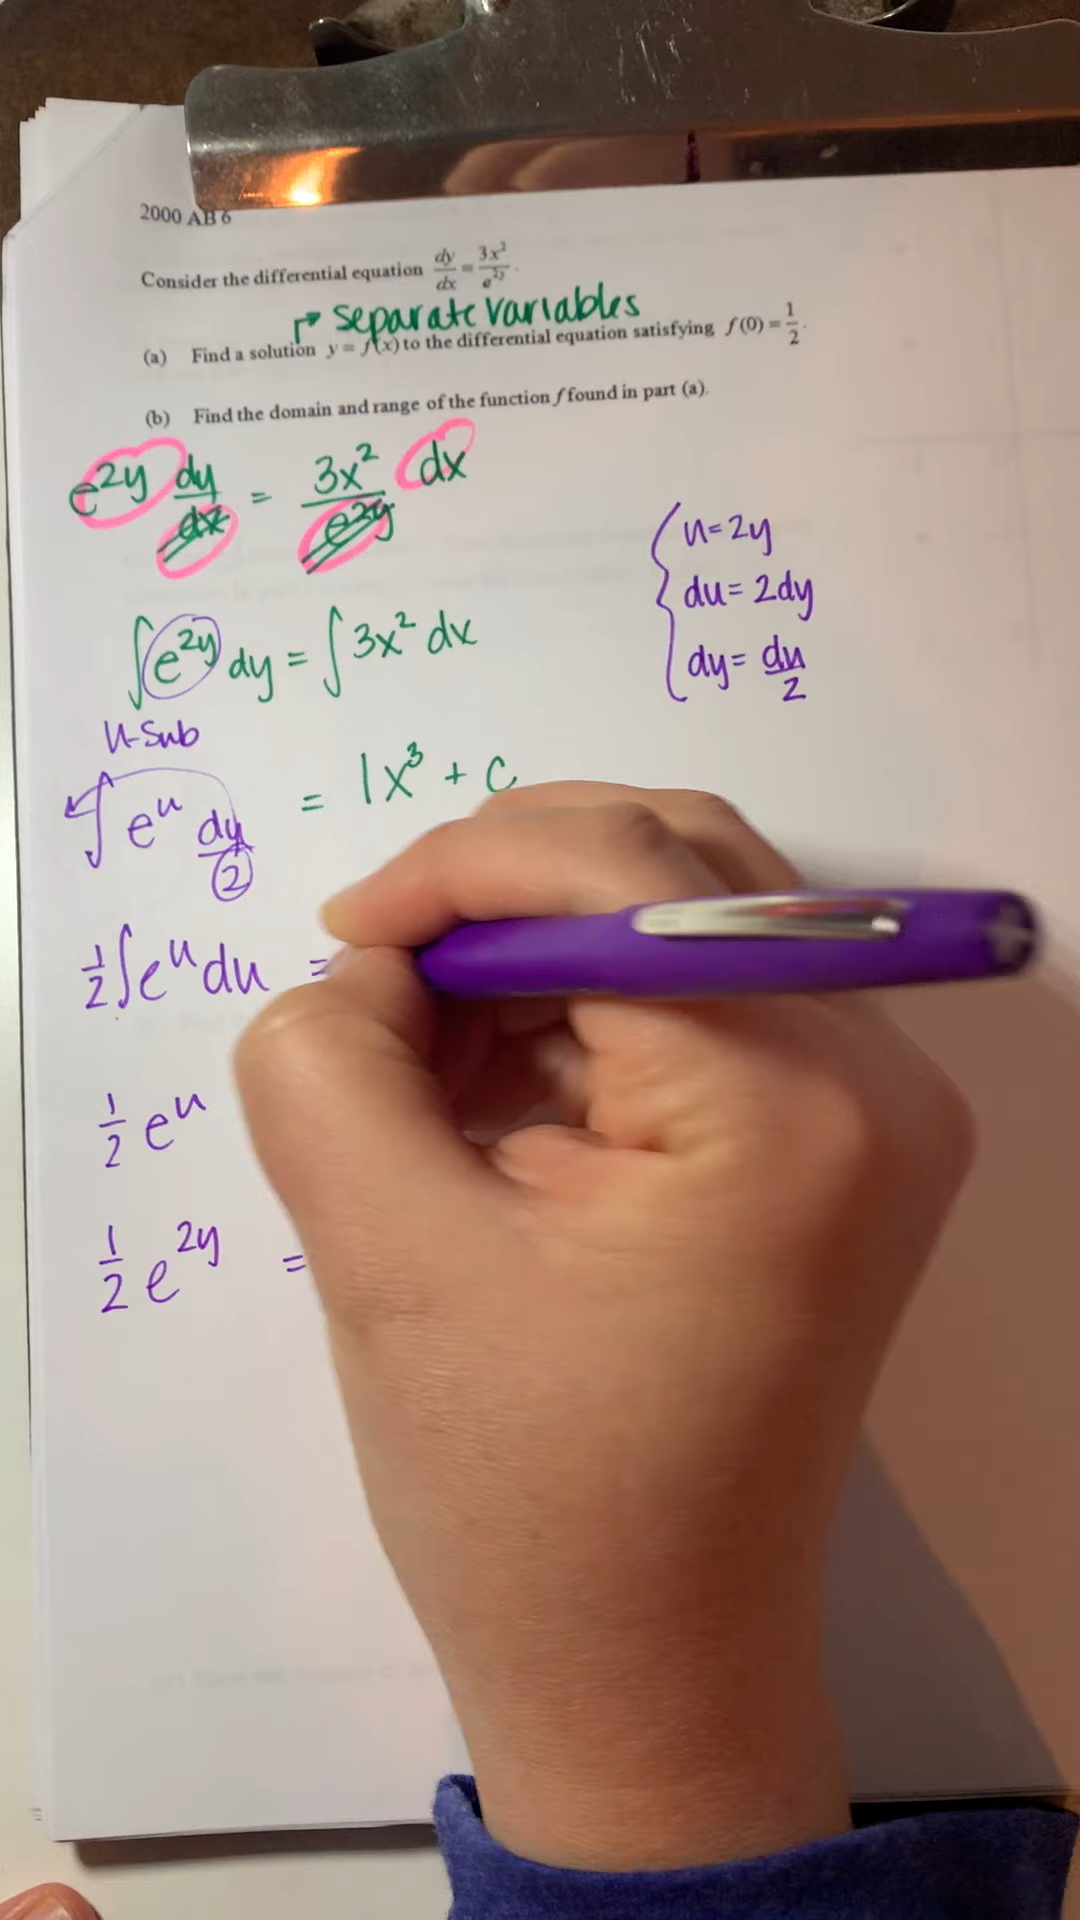 2000 AB 6
Consider the differential equation dy/dx = 3x²/e^(2y).
↱ separate variables
(a) Find a solution y = f(x) to the differential equation satisfying f(0) = 1/2.
(b) Find the domain and range of the function f found in part (a).
e^(2y) dy/dx = 3x²/e^(2y) dx
u = 2y
du = 2dy
dy = du/2
∫e^(2y) dy = ∫3x² dx
u-sub
∫e^u dy/2 = 1x³ + C
1/2 ∫e^u du =
1/2 e^u
1/2 e^(2y) =